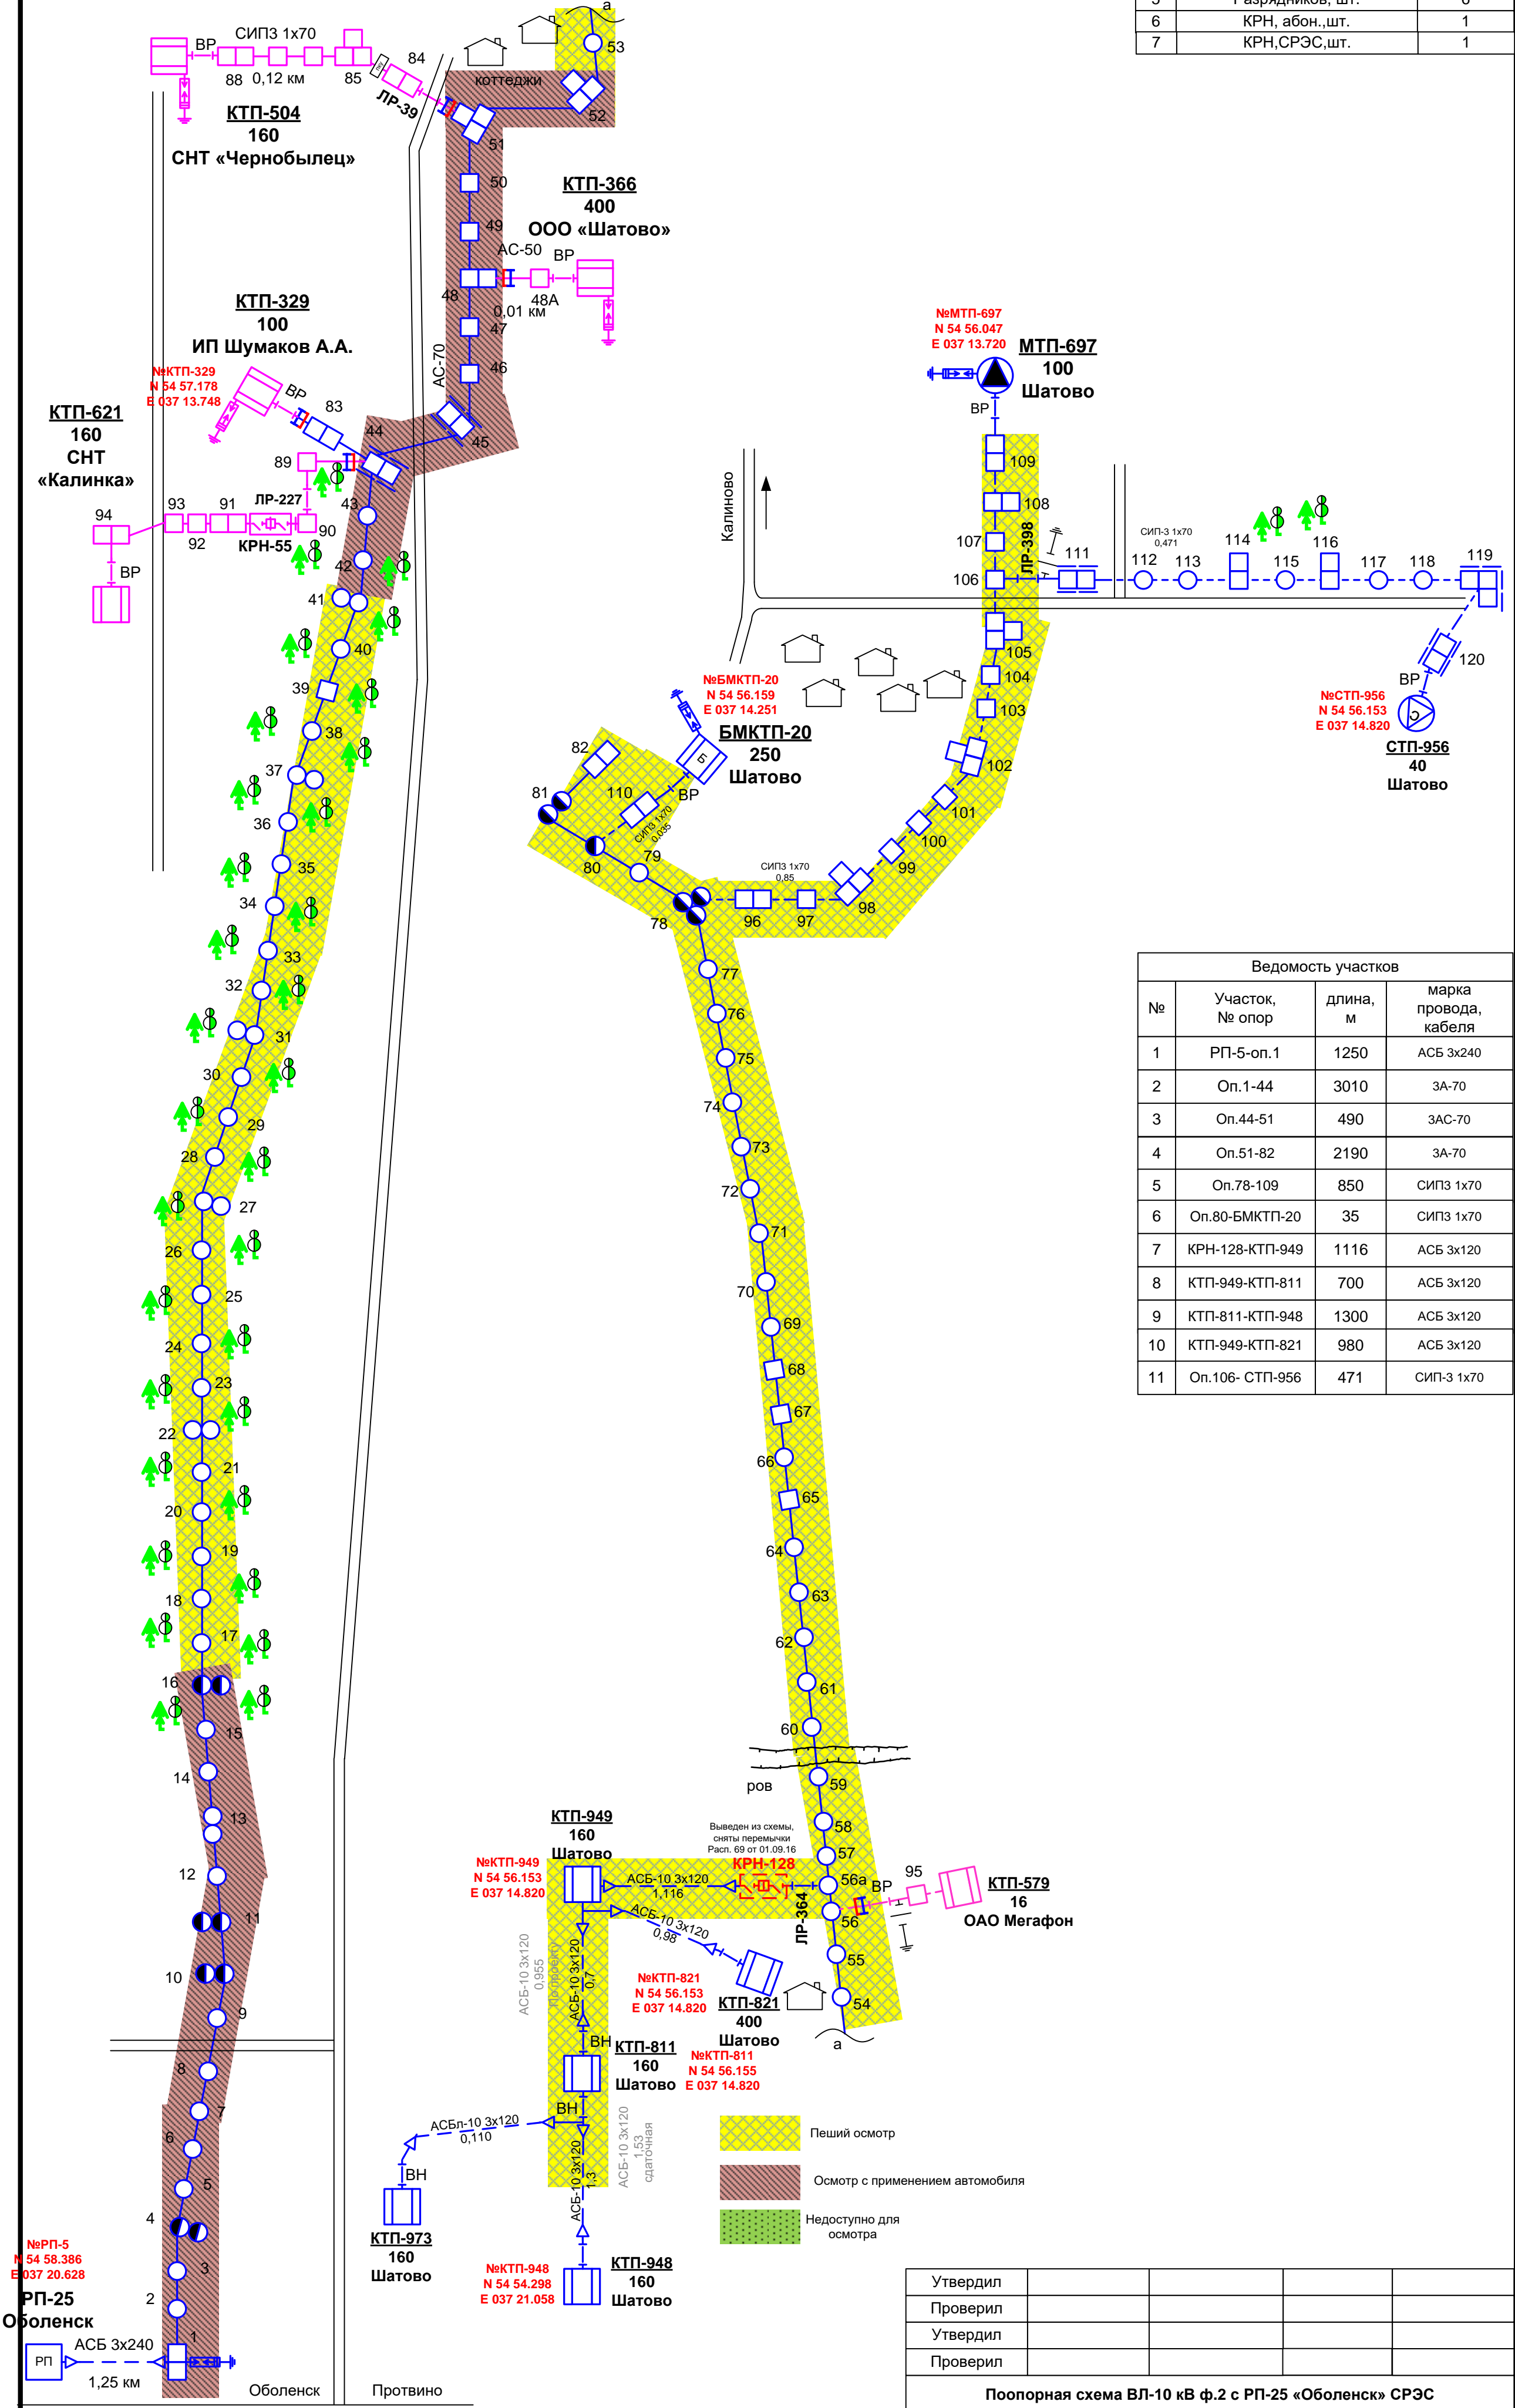 а
53
СИП3 1х70
ВР
88
0,12 км
85
84
ЛР-39
коттеджи
52
КТП-504
160
СНТ «Чернобылец»
51
50
49
КТП-366
400
ООО «Шатово»
АС-50
ВР
48
48А
0,01 км
47
46
АС-70
45
КТП-329
100
ИП Шумаков А.А.
№КТП-329
N 54 57.178
E 037 13.748
ВР
83
44
КТП-621
160
СНТ
«Калинка»
89
ЛР-227
94
93
92
91
КРН-55
90
ВР
43
42
41
40
39
38
37
36
35
34
33
32
31
30
29
28
27
26
25
24
23
22
21
20
19
18
17
16
15
14
13
12
11
10
9
8
7
6
5
4
3
2
1
№РП-5
N 54 58.386
E 037 20.628
РП-25
Оболенск
РП
АСБ 3х240
1,25 км
Оболенск
Протвино
№МТП-697
N 54 56.047
E 037 13.720
МТП-697
100
Шатово
ВР
109
108
107
ЛР-398
106
111
СИП-3 1х70
0,471
112
113
114
115
116
117
118
119
120
ВР
С
№СТП-956
N 54 56.153
E 037 14.820
СТП-956
40
Шатово
Калиново
105
104
103
102
101
100
99
98
97
96
СИП3 1х70
0,85
№БМКТП-20
N 54 56.159
E 037 14.251
БМКТП-20
250
Шатово
Б
ВР
82
81
110
СИП3 1х70
0,035
80
79
78
77
76
75
74
73
72
71
70
69
68
67
66
65
64
63
62
61
60
ров
59
58
57
56а
56
55
54
а
ЛР-364
ВР
95
КТП-579
16
ОАО Мегафон
Выведен из схемы,
сняты перемычки
Расп. 69 от 01.09.16
КРН-128
КТП-949
160
Шатово
№КТП-949
N 54 56.153
E 037 14.820
АСБ-10 3х120
1,116
АСБ-10 3х120
0,98
АСБ-10 3х120
0,955
По проекту
АСБ-10 3х120
0,7
№КТП-821
N 54 56.153
E 037 14.820
КТП-821
400
Шатово
ВН
КТП-811
160
Шатово
№КТП-811
N 54 56.155
E 037 14.820
ВН
АСБл-10 3х120
0,110
ВН
КТП-973
160
Шатово
АСБ-10 3х120
1,3
АСБ-10 3х120
1,53
сдаточная
№КТП-948
N 54 54.298
E 037 21.058
КТП-948
160
Шатово
Пеший осмотр
Осмотр с применением автомобиля
Недоступно для
осмотра
6 КРН, абон.,шт. 1
7 КРН,СРЭС,шт. 1
Ведомость участков
№ Участок, № опор длина, м марка провода, кабеля
1 РП-5-оп.1 1250 АСБ 3х240
2 Оп.1-44 3010 3А-70
3 Оп.44-51 490 3АС-70
4 Оп.51-82 2190 3А-70
5 Оп.78-109 850 СИП3 1х70
6 Оп.80-БМКТП-20 35 СИП3 1х70
7 КРН-128-КТП-949 1116 АСБ 3х120
8 КТП-949-КТП-811 700 АСБ 3х120
9 КТП-811-КТП-948 1300 АСБ 3х120
10 КТП-949-КТП-821 980 АСБ 3х120
11 Оп.106- СТП-956 471 СИП-3 1х70
Утвердил
Проверил
Утвердил
Проверил
Поопорная схема ВЛ-10 кВ ф.2 с РП-25 «Оболенск» СРЭС